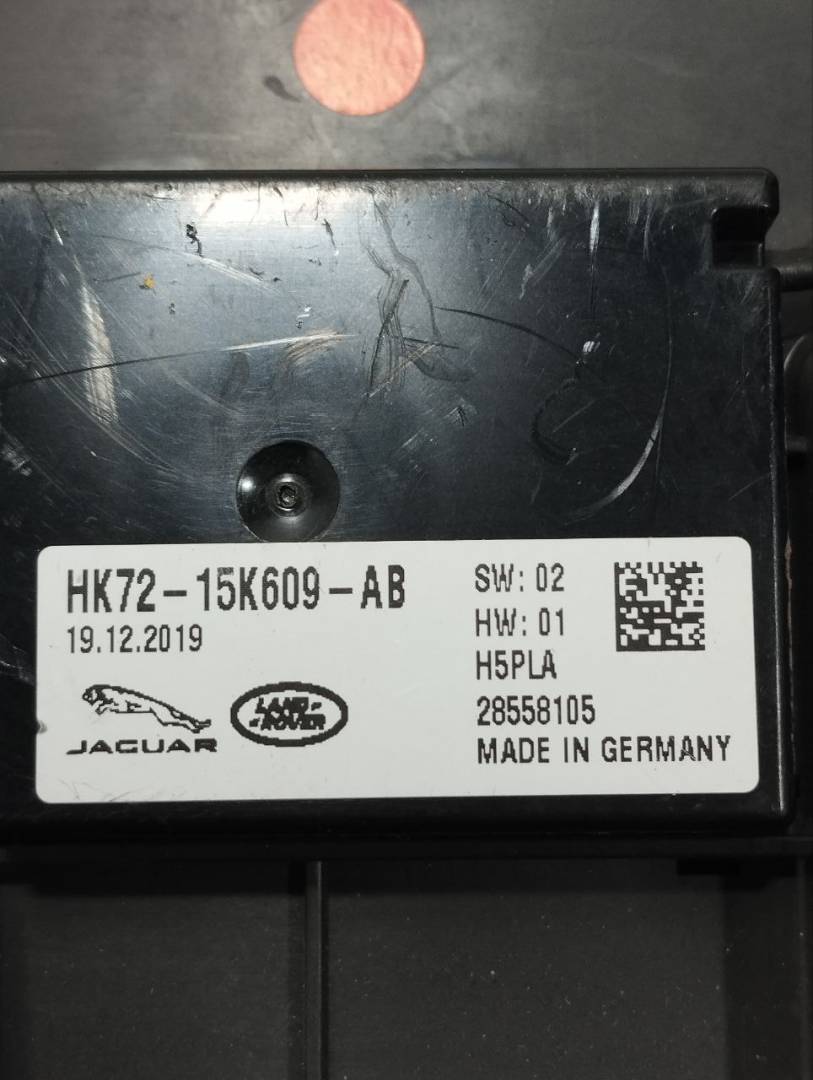 HK72-15K609-AB
19.12.2019
JAGUAR
LAND-
-ROVER
SW: 02
HW: 01
H5PLA
28558105
MADE IN GERMANY